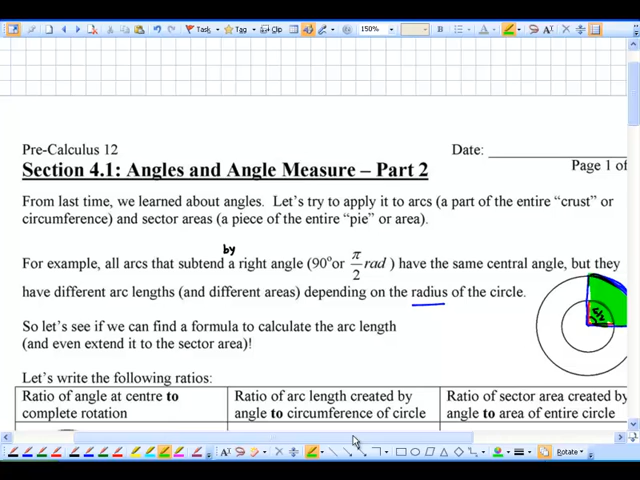 Task
Tag
Clip
150%
B
A
Pre-Calculus 12
Date:
Section 4.1: Angles and Angle Measure – Part 2
Page 1 of
From last time, we learned about angles. Let's try to apply it to arcs (a part of the entire "crust" or
circumference) and sector areas (a piece of the entire "pie" or area).
by
For example, all arcs that subtend a right angle (90° or π/2 rad) have the same central angle, but they
have different arc lengths (and different areas) depending on the radius of the circle.
So let's see if we can find a formula to calculate the arc length
(and even extend it to the sector area)!
Let's write the following ratios:
Ratio of angle at centre to
complete rotation
Ratio of arc length created by
angle to circumference of circle
Ratio of sector area created by
angle to area of entire circle
Rotate